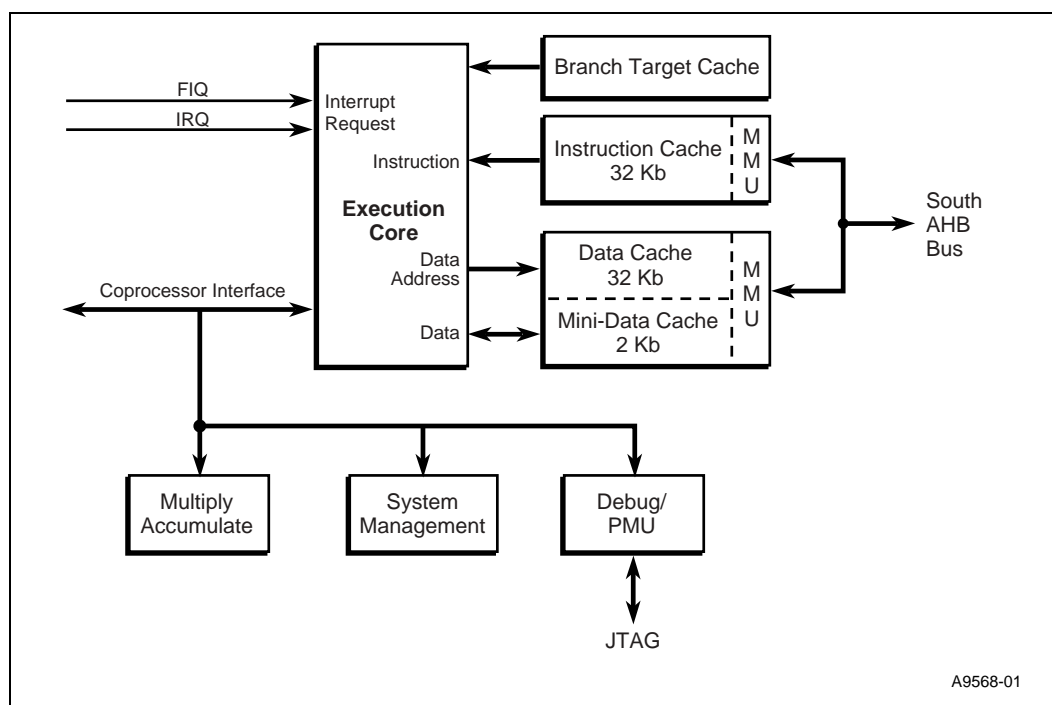 FIQ
IRQ
Interrupt
Request
Instruction
Execution
Core
Data
Address
Data
Coprocessor Interface
Branch Target Cache
Instruction Cache
32 Kb
M
M
U
Data Cache
32 Kb
Mini-Data Cache
2 Kb
M
M
U
South
AHB
Bus
Multiply
Accumulate
System
Management
Debug/
PMU
JTAG
A9568-01